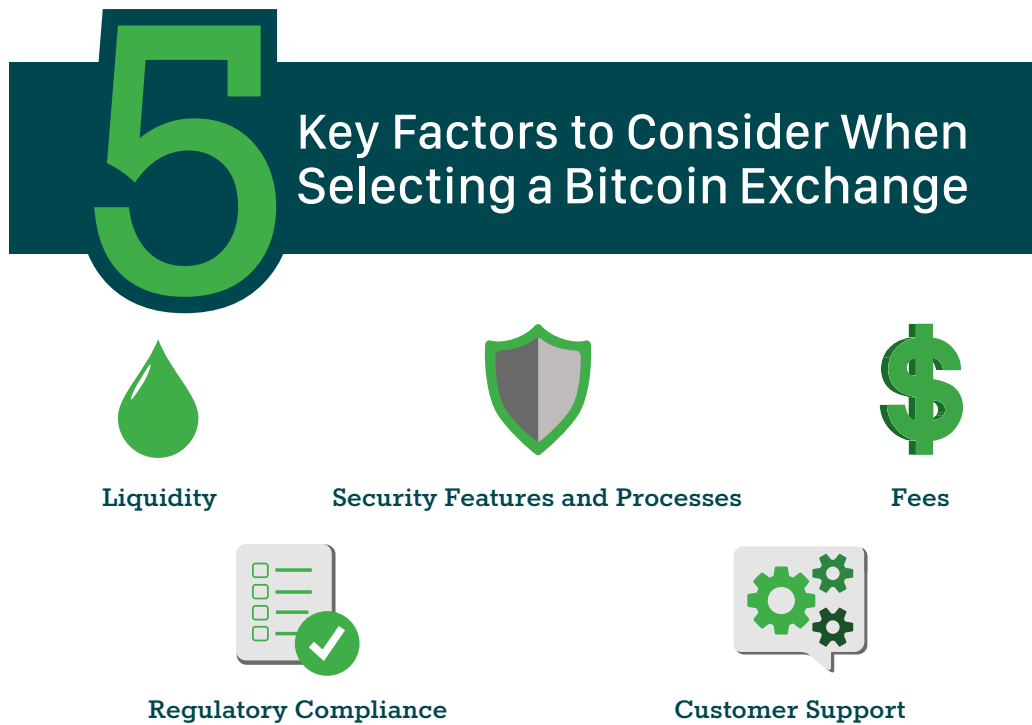 5
Key Factors to Consider When
Selecting a Bitcoin Exchange
Liquidity
Security Features and Processes
Fees
Regulatory Compliance
Customer Support